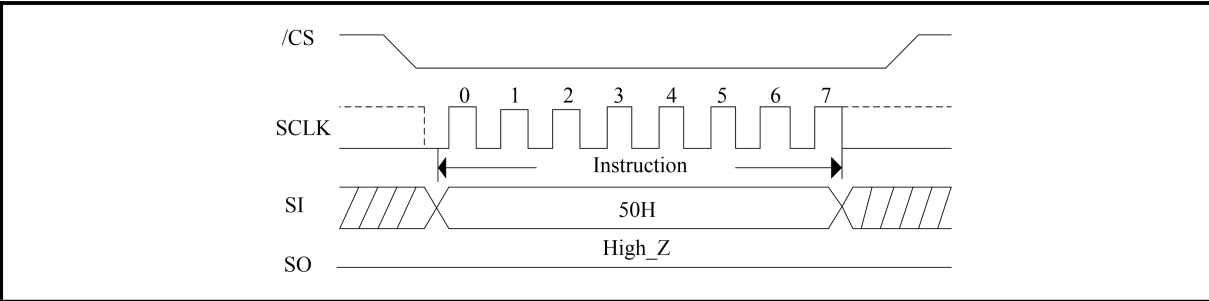 /CS
0 1 2 3 4 5 6 7
SCLK
Instruction
SI
50H
High_Z
SO